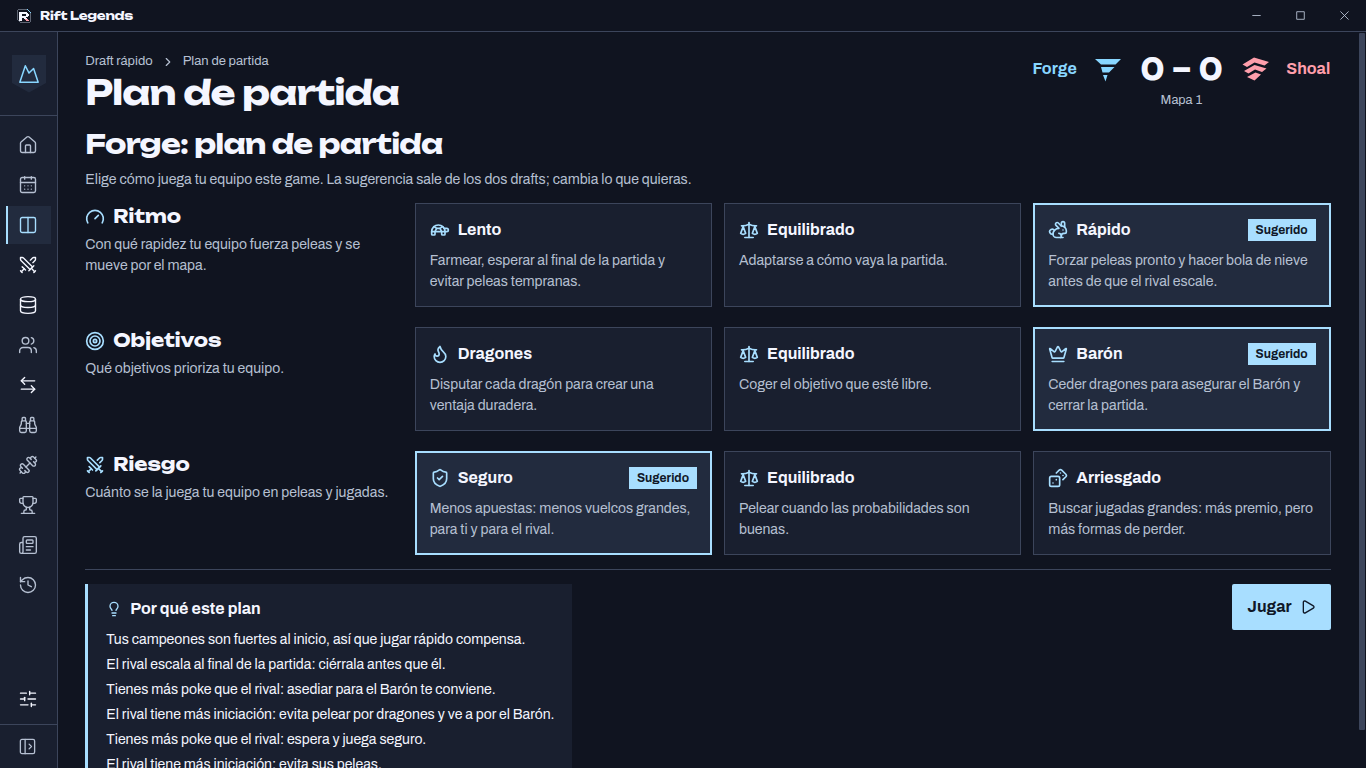 Rift Legends
Draft rápido > Plan de partida
Plan de partida
Forge 0 – 0 Shoal
Mapa 1
Forge: plan de partida
Elige cómo juega tu equipo este game. La sugerencia sale de los dos drafts; cambia lo que quieras.
Ritmo
Con qué rapidez tu equipo fuerza peleas y se
mueve por el mapa.
Lento
Farmear, esperar al final de la partida y
evitar peleas tempranas.
Equilibrado
Adaptarse a cómo vaya la partida.
Rápido Sugerido
Forzar peleas pronto y hacer bola de nieve
antes de que el rival escale.
Objetivos
Qué objetivos prioriza tu equipo.
Dragones
Disputar cada dragón para crear una
ventaja duradera.
Equilibrado
Coger el objetivo que esté libre.
Barón Sugerido
Ceder dragones para asegurar el Barón y
cerrar la partida.
Riesgo
Cuánto se la juega tu equipo en peleas y jugadas.
Seguro Sugerido
Menos apuestas: menos vuelcos grandes,
para ti y para el rival.
Equilibrado
Pelear cuando las probabilidades son
buenas.
Arriesgado
Buscar jugadas grandes: más premio, pero
más formas de perder.
Por qué este plan
Tus campeones son fuertes al inicio, así que jugar rápido compensa.
El rival escala al final de la partida: ciérrala antes que él.
Tienes más poke que el rival: asediar para el Barón te conviene.
El rival tiene más iniciación: evita pelear por dragones y ve a por el Barón.
Tienes más poke que el rival: espera y juega seguro.
El rival tiene más iniciación: evita sus peleas.
Jugar